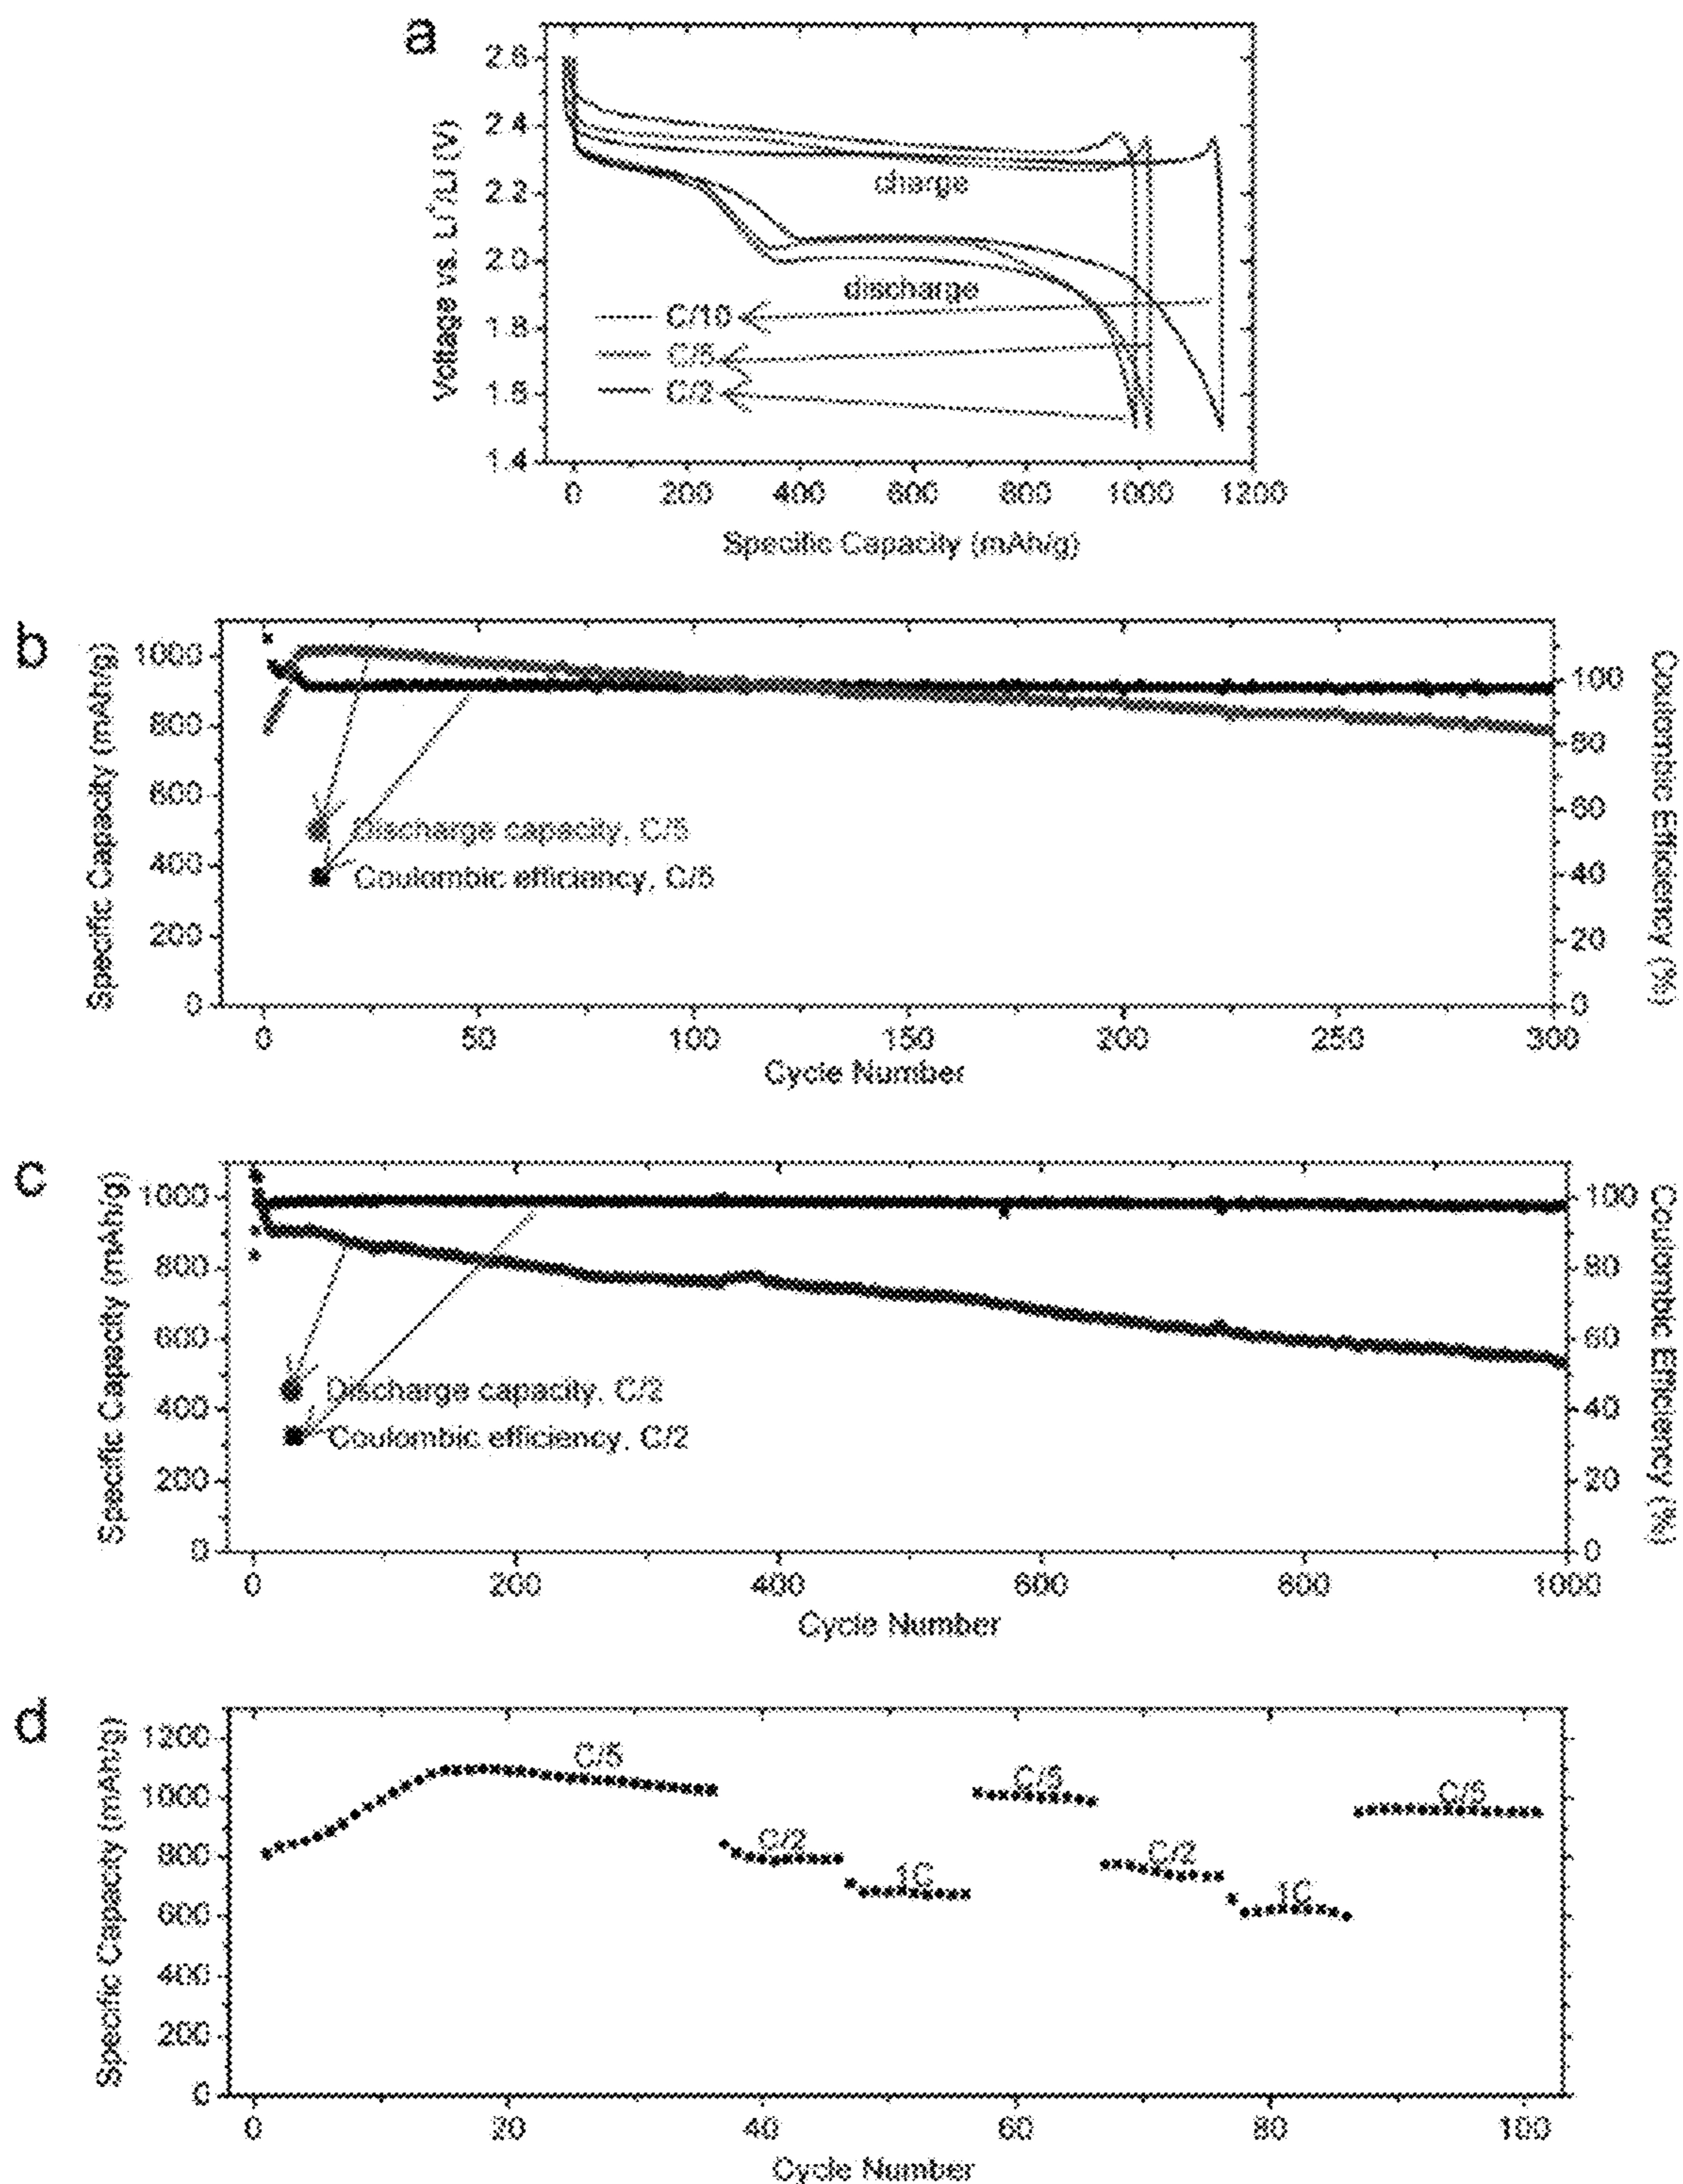 a
2.6
2.4
2.2
2.0
1.8
1.6
1.4
Voltage vs. Li⁺/Li (V)
charge
discharge
C/10
C/5
C/2
0 200 400 600 800 1000 1200
Specific Capacity (mAh/g)
b
1000
800
600
400
200
0
Specific Capacity (mAh/g)
Discharge capacity, C/5
Coulombic efficiency, C/5
100
80
60
40
20
0
Coulombic Efficiency (%)
0 50 100 150 200 250 300
Cycle Number
c
1000
800
600
400
200
0
Specific Capacity (mAh/g)
Discharge capacity, C/2
Coulombic efficiency, C/2
100
80
60
40
20
0
Coulombic Efficiency (%)
0 200 400 600 800 1000
Cycle Number
d
1200
1000
800
600
400
200
0
Specific Capacity (mAh/g)
C/5
C/2
1C
C/5
C/2
1C
C/5
0 20 40 60 80 100
Cycle Number